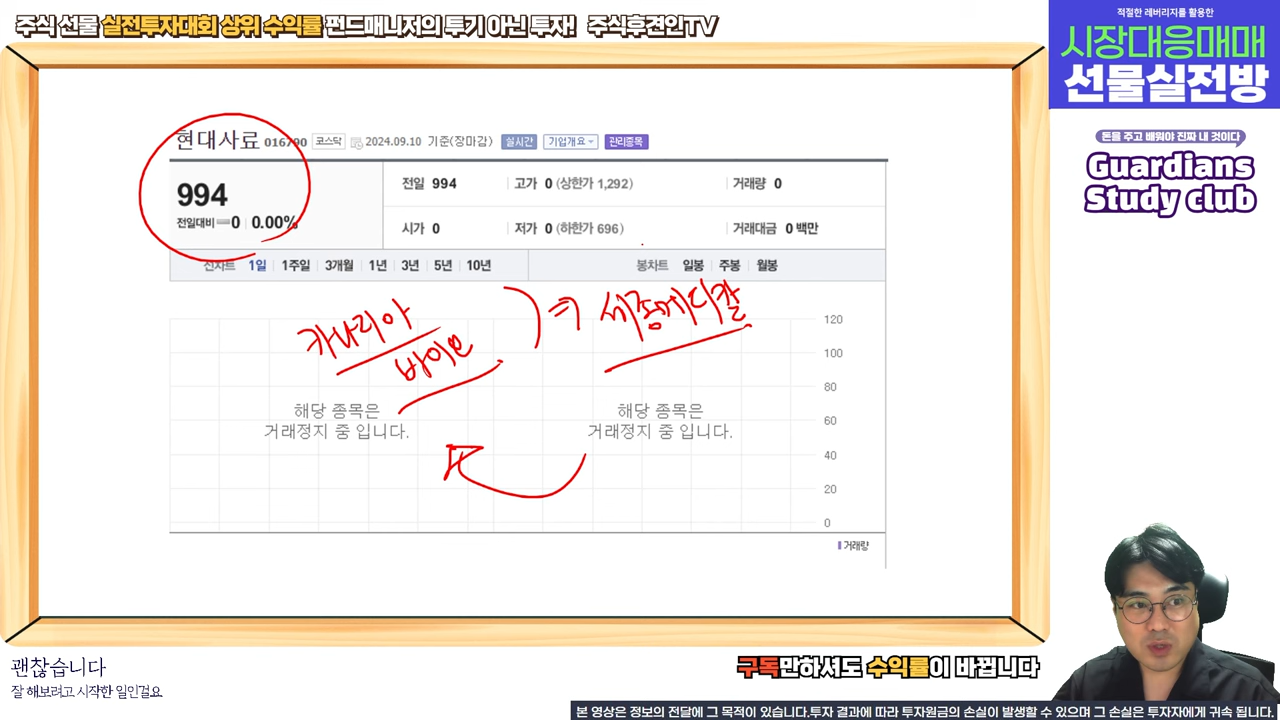 주식 선물 실전투자대회 상위 수익률 펀드매니저의 투기 아닌 투자! 주식후견인TV
적절한 레버리지를 활용한
시장대응매매
선물실전방
돈을 주고 배워야 진짜 내 것이다
Guardians
Study club
현대사료 016790 코스닥 2024.09.10 기준(장마감) 실시간 기업개요 관리종목
994
전일대비 0 0.00%
전일 994 고가 0 (상한가 1,292) 거래량 0
시가 0 저가 0 (하한가 696) 거래대금 0 백만
선차트 1일 1주일 3개월 1년 3년 5년 10년 봉차트 일봉 주봉 월봉
카나리아
바이오
세종메디칼
120
100
80
60
40
20
0
해당 종목은
거래정지 중 입니다.
해당 종목은
거래정지 중 입니다.
거래량
괜찮습니다
잘 해보려고 시작한 일인걸요
구독만하셔도 수익률이 바뀝니다
본 영상은 정보의 전달에 그 목적이 있습니다.투자 결과에 따라 투자원금의 손실이 발생할 수 있으며 그 손실은 투자자에게 귀속 됩니다.